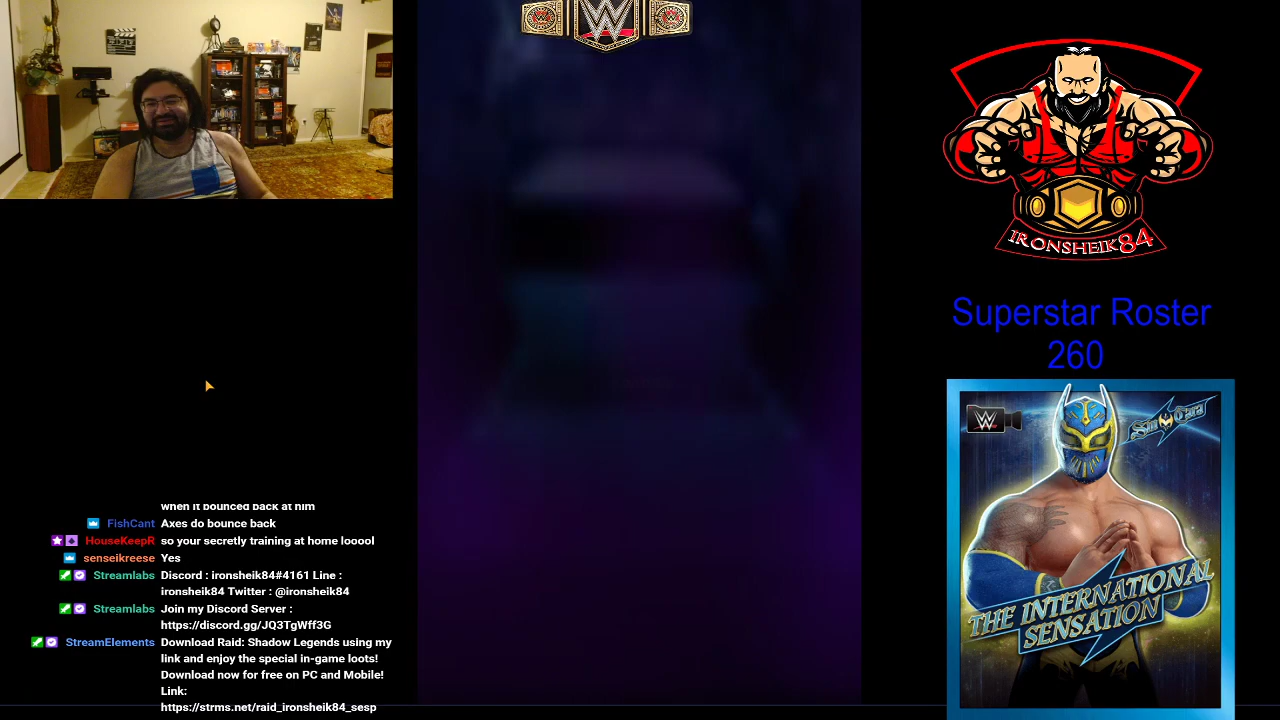 when it bounced back at him
FishCant Axes do bounce back
HouseKeepR so your secretly training at home looool
senseikreese Yes
Streamlabs Discord : ironsheik84#4161 Line :
ironsheik84 Twitter : @ironsheik84
Streamlabs Join my Discord Server :
https://discord.gg/JQ3TgWff3G
StreamElements Download Raid: Shadow Legends using my
link and enjoy the special in-game loots!
Download now for free on PC and Mobile!
Link:
https://strms.net/raid_ironsheik84_sesp
W
IRONSHEIK84
Superstar Roster
260
W
Sin Cara
THE INTERNATIONAL
SENSATION